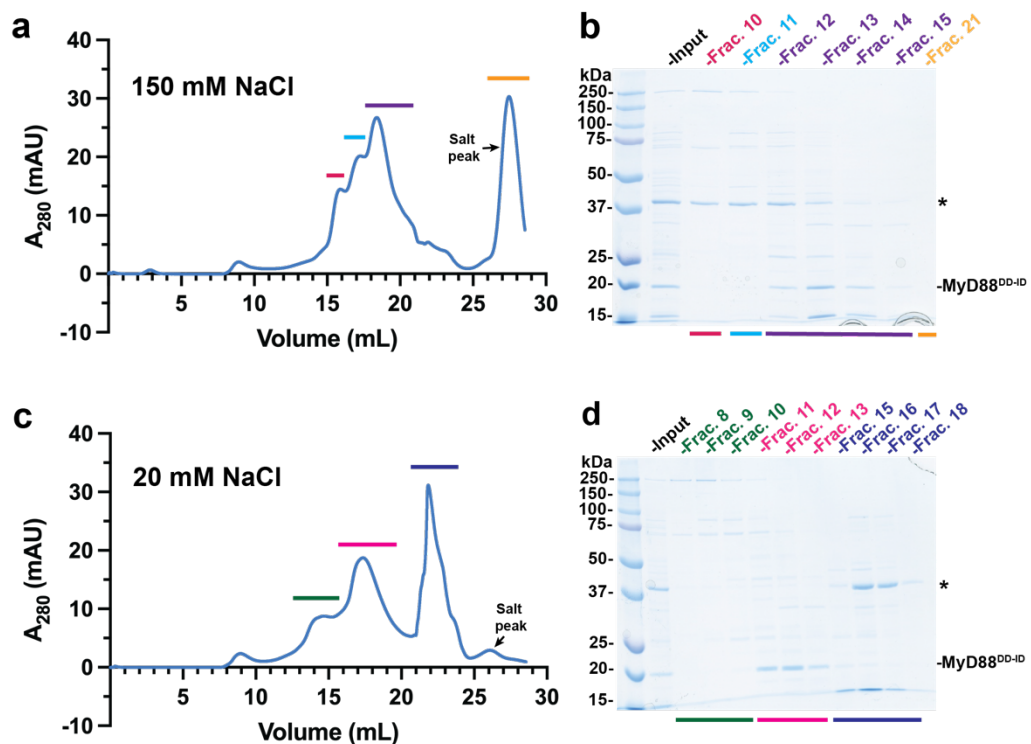 a
150 mM NaCl
A280 (mAU)
40
30
20
10
0
-10
5
10
15
20
25
30
Volume (mL)
Salt
peak
b
-Input
-Frac. 10
-Frac. 11
-Frac. 12
-Frac. 13
-Frac. 14
-Frac. 15
-Frac. 21
kDa
250-
150-
100-
75-
50-
37-
25-
20-
15-
*
-MyD88DD-ID
c
20 mM NaCl
A280 (mAU)
40
30
20
10
0
-10
5
10
15
20
25
30
Volume (mL)
Salt
peak
d
-Input
-Frac. 8
-Frac. 9
-Frac. 10
-Frac. 11
-Frac. 12
-Frac. 13
-Frac. 15
-Frac. 16
-Frac. 17
-Frac. 18
kDa
250-
150-
100-
75-
50-
37-
25-
20-
15-
*
-MyD88DD-ID